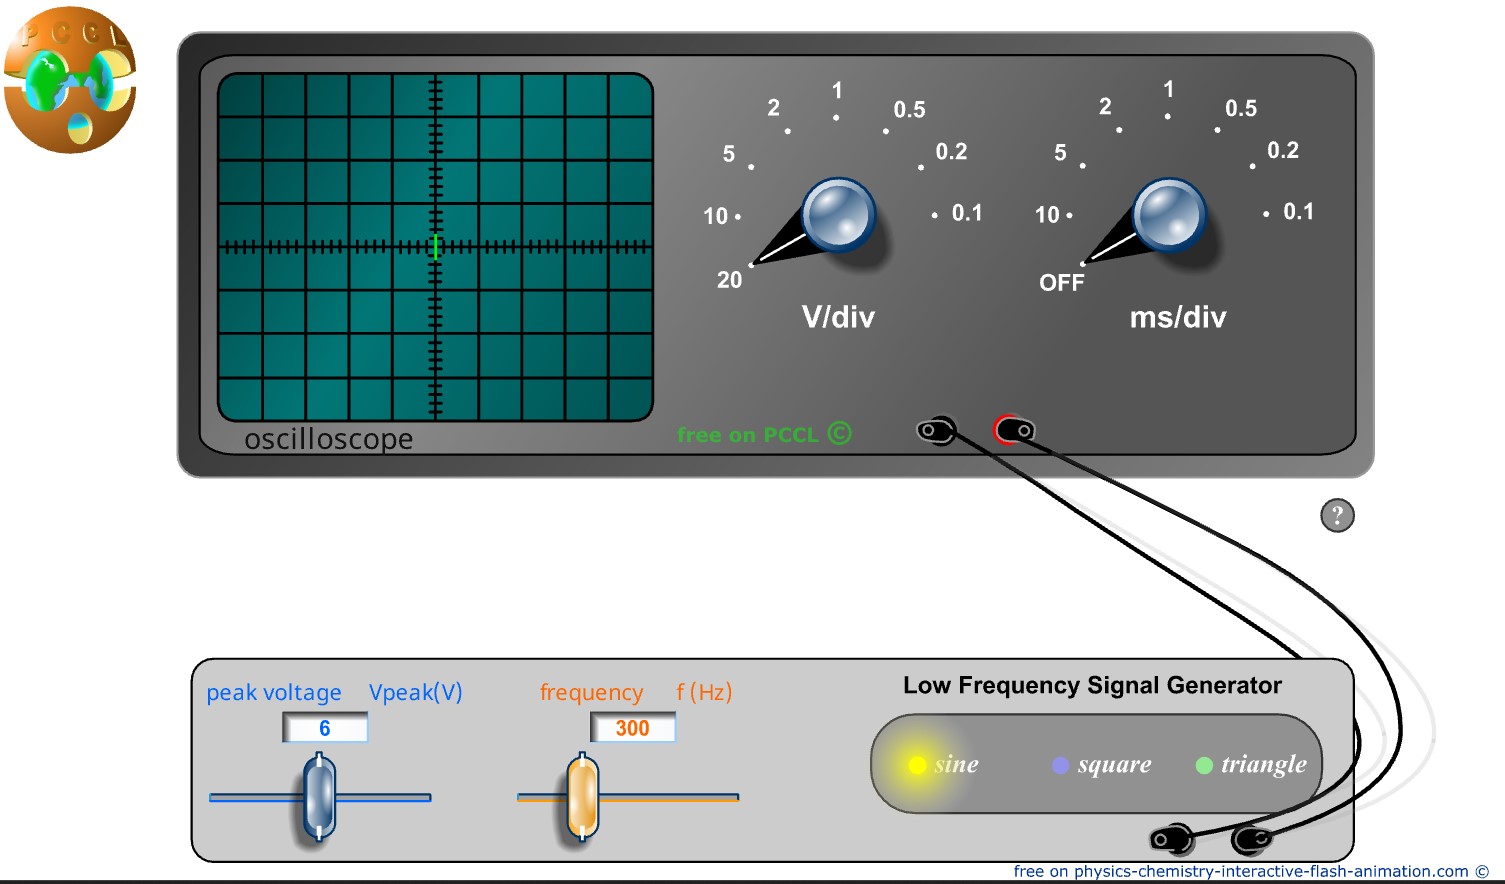 PCCL
1
2
0.5
5
0.2
10
0.1
20
V/div
1
2
0.5
5
0.2
10
0.1
OFF
ms/div
oscilloscope
free on PCCL ©
?
peak voltage Vpeak(V)
6
frequency f (Hz)
300
Low Frequency Signal Generator
sine
square
triangle
free on physics-chemistry-interactive-flash-animation.com ©